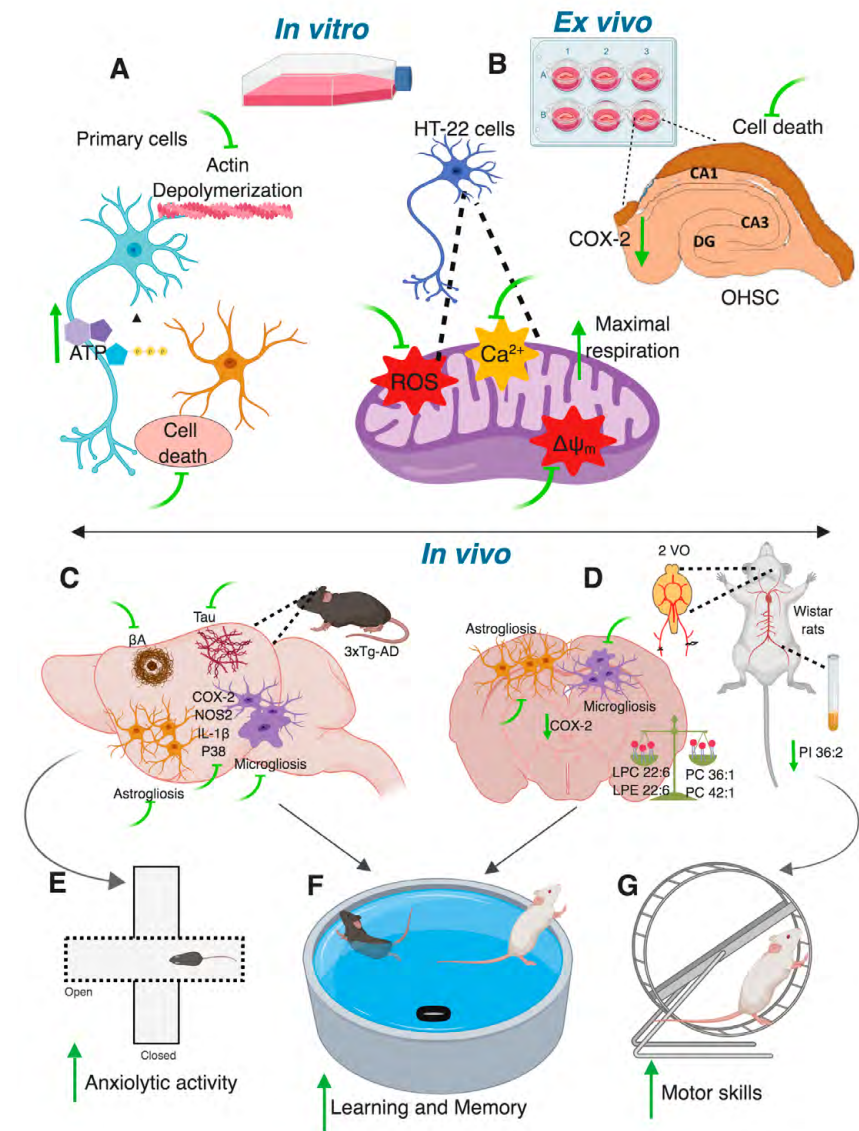 In vitro
Ex vivo
A
Primary cells
Actin
Depolymerization
ATP
P
P
P
Cell
death
HT-22 cells
ROS
Ca²⁺
Δψₘ
Maximal
respiration
B
1 2 3
A
B
Cell death
CA1
CA3
DG
COX-2
OHSC
In vivo
C
βA
Tau
3xTg-AD
COX-2
NOS2
IL-1β
P38
Astrogliosis
Microgliosis
D
2 VO
Wistar
rats
Astrogliosis
Microgliosis
COX-2
LPC 22:6
LPE 22:6
PC 36:1
PC 42:1
PI 36:2
E
Open
Closed
Anxiolytic activity
F
Learning and Memory
G
Motor skills